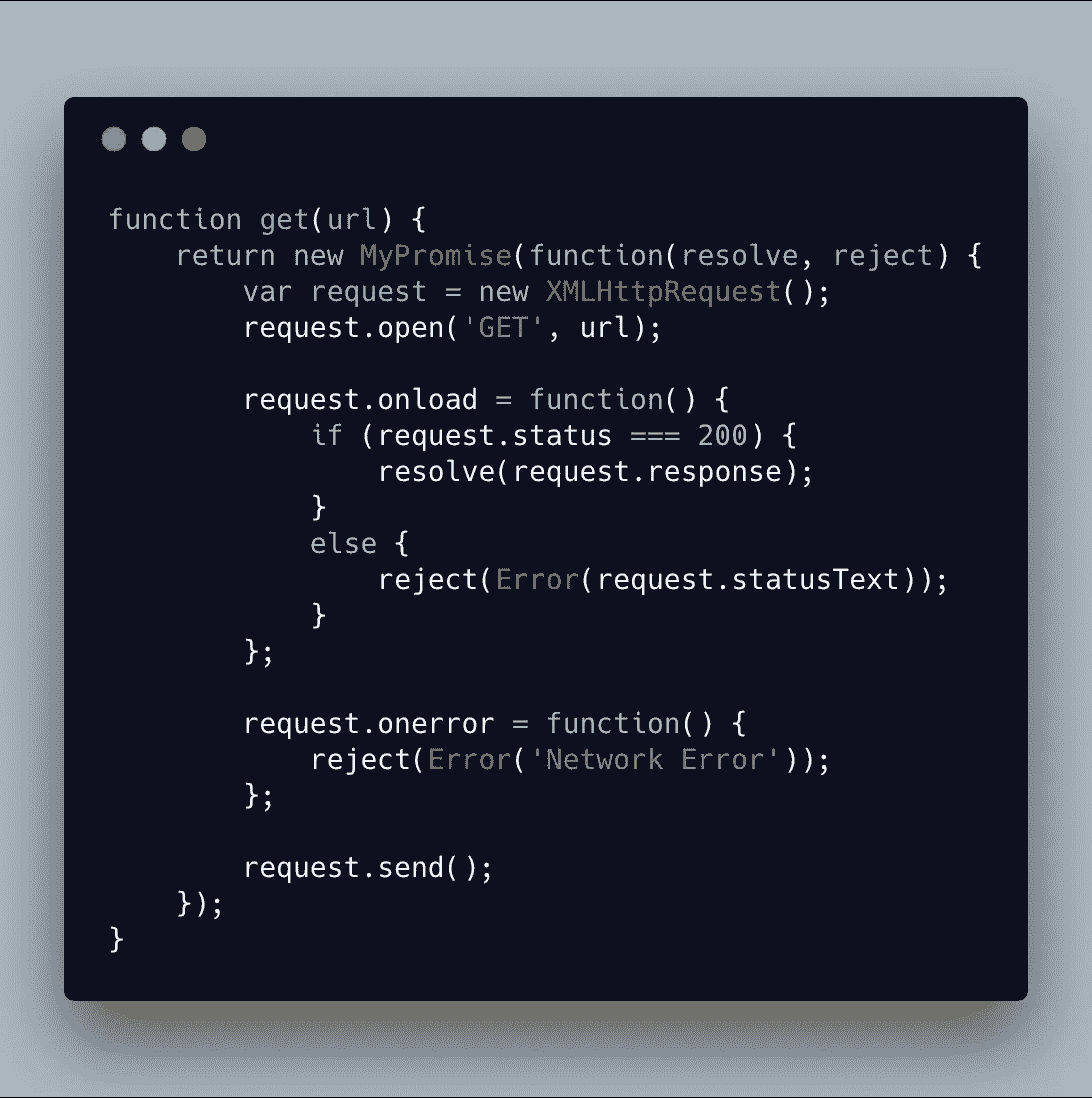 function get(url) {
    return new MyPromise(function(resolve, reject) {
        var request = new XMLHttpRequest();
        request.open('GET', url);

        request.onload = function() {
            if (request.status === 200) {
                resolve(request.response);
            }
            else {
                reject(Error(request.statusText));
            }
        };

        request.onerror = function() {
            reject(Error('Network Error'));
        };

        request.send();
    });
}